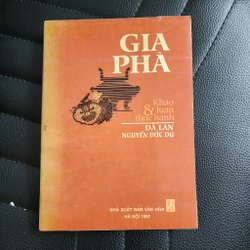 GIA
PHẢ
Khảo
& luận
thực hành
DÃ LAN
NGUYỄN ĐỨC DỤ
NHÀ XUẤT BẢN VĂN HÓA
HÀ NỘI 1992